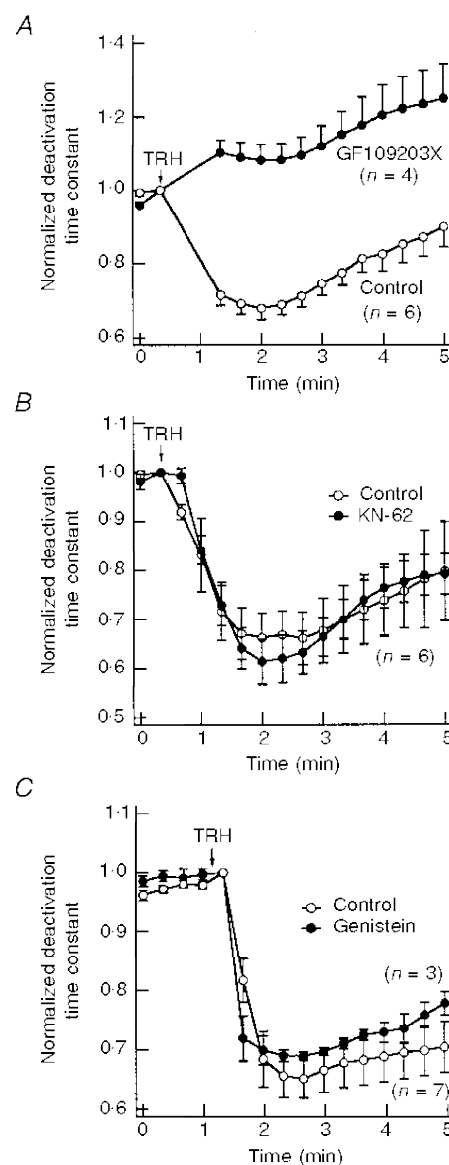 A
Normalized deactivation
time constant
1·4
1·2
1·0
0·8
0·6
TRH
GF109203X
(n = 4)
Control
(n = 6)
0 1 2 3 4 5
Time (min)
B
Normalized deactivation
time constant
1·1
1·0
0·9
0·8
0·7
0·6
0·5
TRH
Control
KN-62
(n = 6)
0 1 2 3 4 5
Time (min)
C
Normalized deactivation
time constant
1·1
1·0
0·9
0·8
0·7
0·6
TRH
Control
Genistein
(n = 3)
(n = 7)
0 1 2 3 4 5
Time (min)